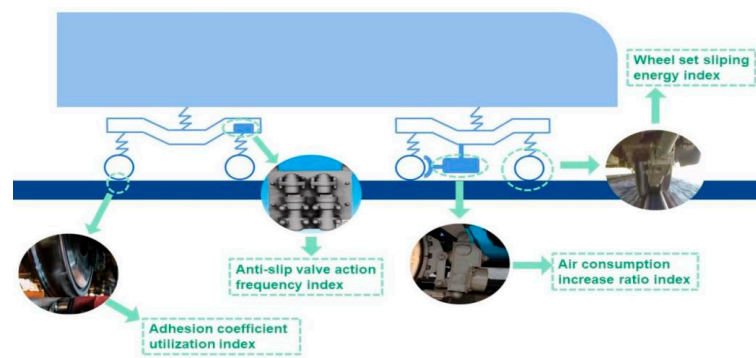 Wheel set sliping
energy index
Anti-slip valve action
frequency index
Air consumption
increase ratio index
Adhesion coefficient
utilization index